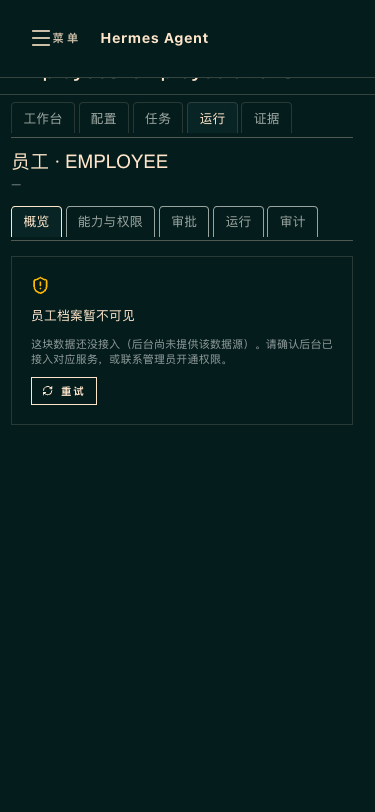 菜单
Hermes Agent
工作台
配置
任务
运行
证据
员工 · EMPLOYEE
—
概览
能力与权限
审批
运行
审计
员工档案暂不可见
这块数据还没接入（后台尚未提供该数据源）。请确认后台已
接入对应服务，或联系管理员开通权限。
重试